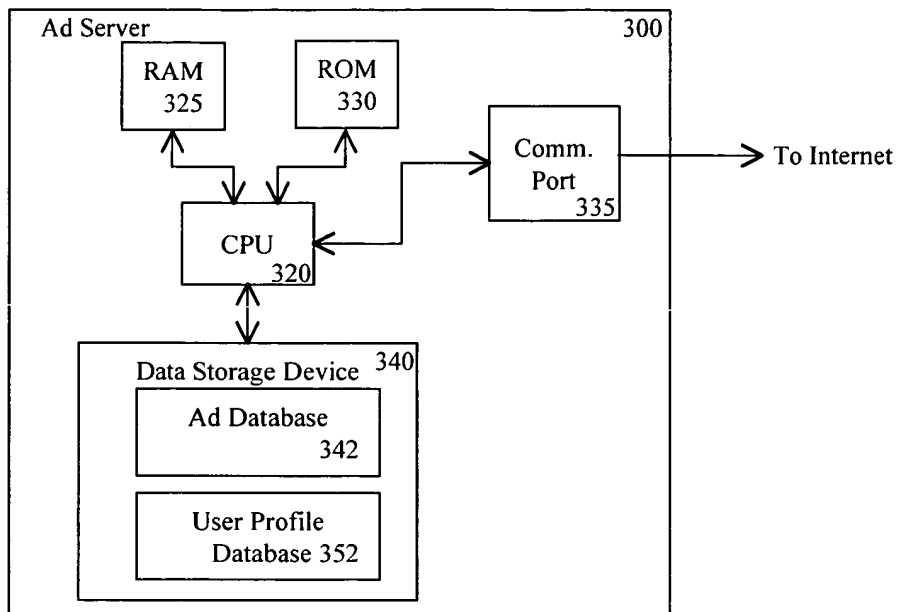 Ad Server
300
RAM
325
ROM
330
Comm.
Port
335
To Internet
CPU
320
340
Data Storage Device
Ad Database
342
User Profile
Database 352